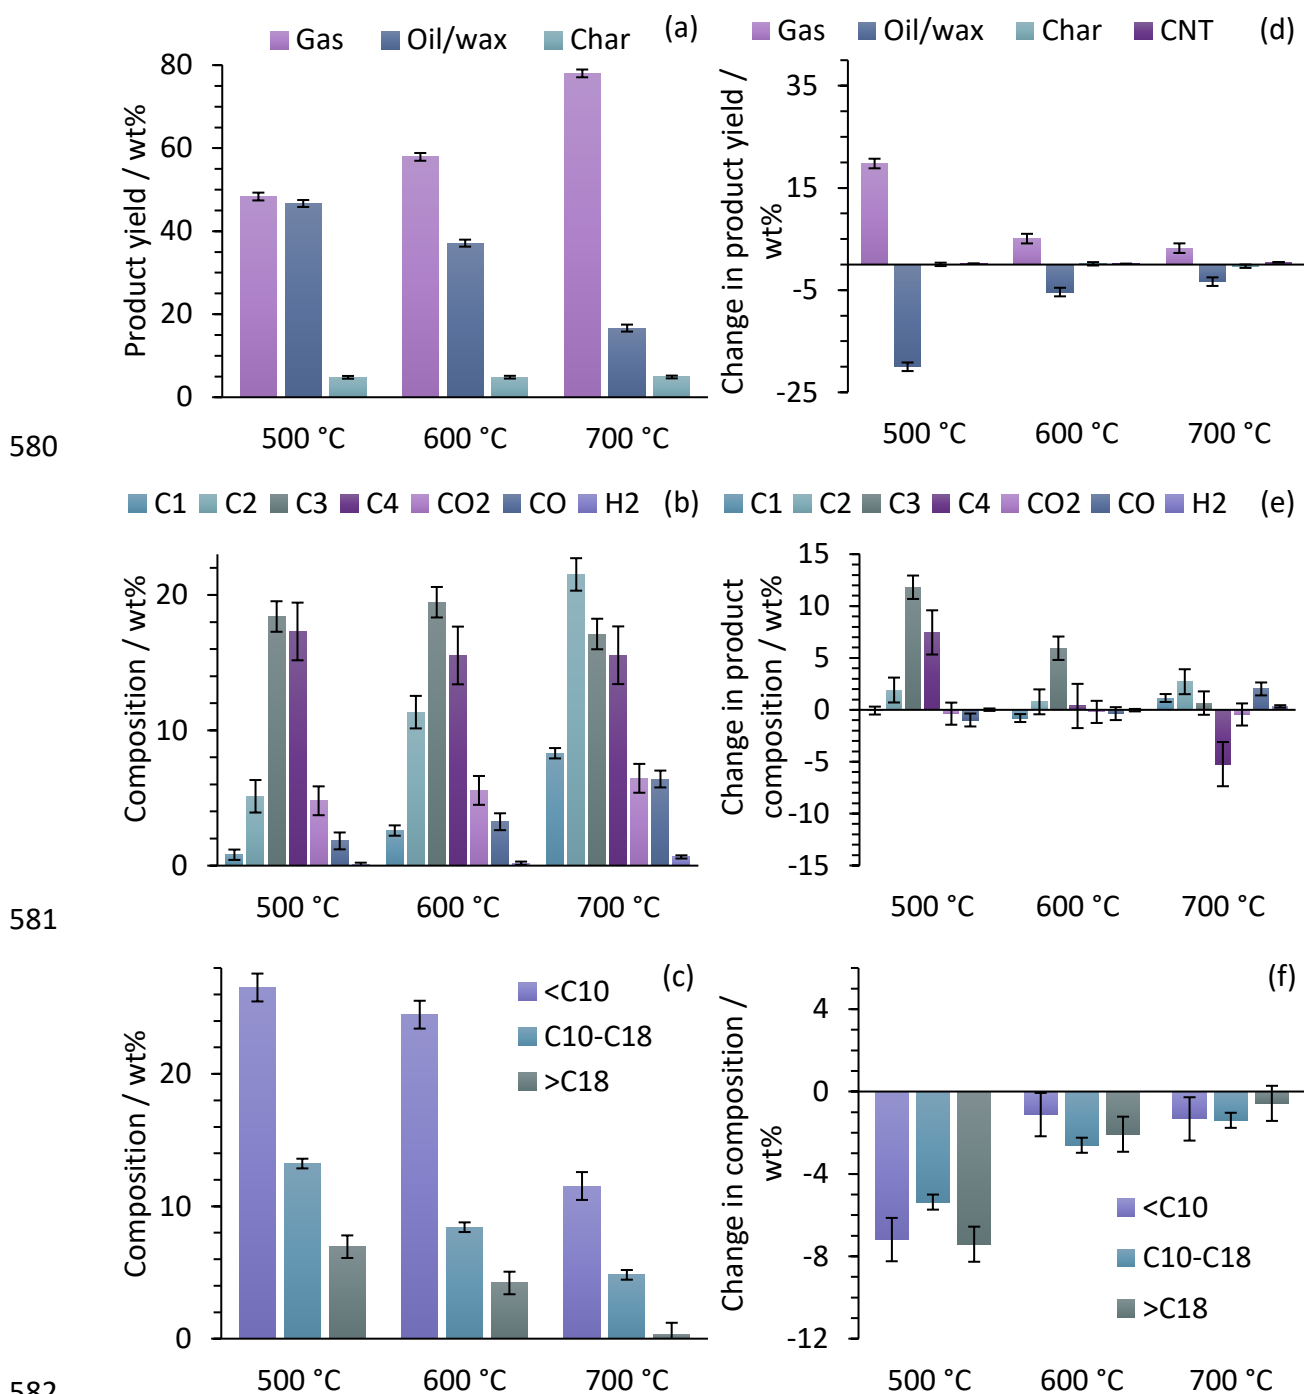 Gas Oil/wax Char (a)
Product yield / wt%
80
60
40
20
0
500 °C 600 °C 700 °C
580
Gas Oil/wax Char CNT (d)
Change in product yield /
wt%
35
15
-5
-25
500 °C 600 °C 700 °C
C1 C2 C3 C4 CO2 CO H2 (b)
Composition / wt%
20
10
0
500 °C 600 °C 700 °C
581
C1 C2 C3 C4 CO2 CO H2 (e)
Change in product
composition / wt%
15
10
5
0
-5
-10
-15
500 °C 600 °C 700 °C
(c)
<C10
C10-C18
>C18
Composition / wt%
20
10
0
500 °C 600 °C 700 °C
582
(f)
Change in composition /
wt%
4
0
-4
-8
-12
<C10
C10-C18
>C18
500 °C 600 °C 700 °C